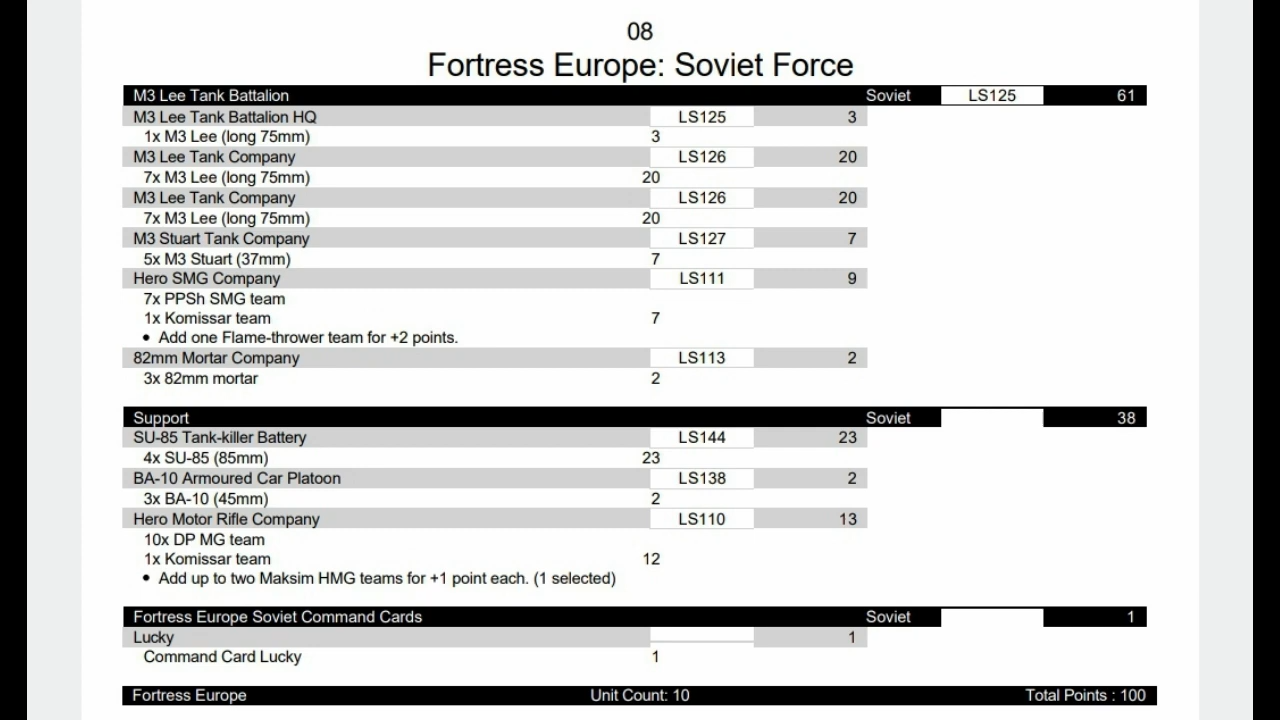 08
Fortress Europe: Soviet Force
M3 Lee Tank Battalion Soviet LS125 61
M3 Lee Tank Battalion HQ LS125 3
1x M3 Lee (long 75mm) 3
M3 Lee Tank Company LS126 20
7x M3 Lee (long 75mm) 20
M3 Lee Tank Company LS126 20
7x M3 Lee (long 75mm) 20
M3 Stuart Tank Company LS127 7
5x M3 Stuart (37mm) 7
Hero SMG Company LS111 9
7x PPSh SMG team
1x Komissar team 7
• Add one Flame-thrower team for +2 points.
82mm Mortar Company LS113 2
3x 82mm mortar 2
Support Soviet 38
SU-85 Tank-killer Battery LS144 23
4x SU-85 (85mm) 23
BA-10 Armoured Car Platoon LS138 2
3x BA-10 (45mm) 2
Hero Motor Rifle Company LS110 13
10x DP MG team
1x Komissar team 12
• Add up to two Maksim HMG teams for +1 point each. (1 selected)
Fortress Europe Soviet Command Cards Soviet 1
Lucky 1
Command Card Lucky 1
Fortress Europe Unit Count: 10 Total Points : 100